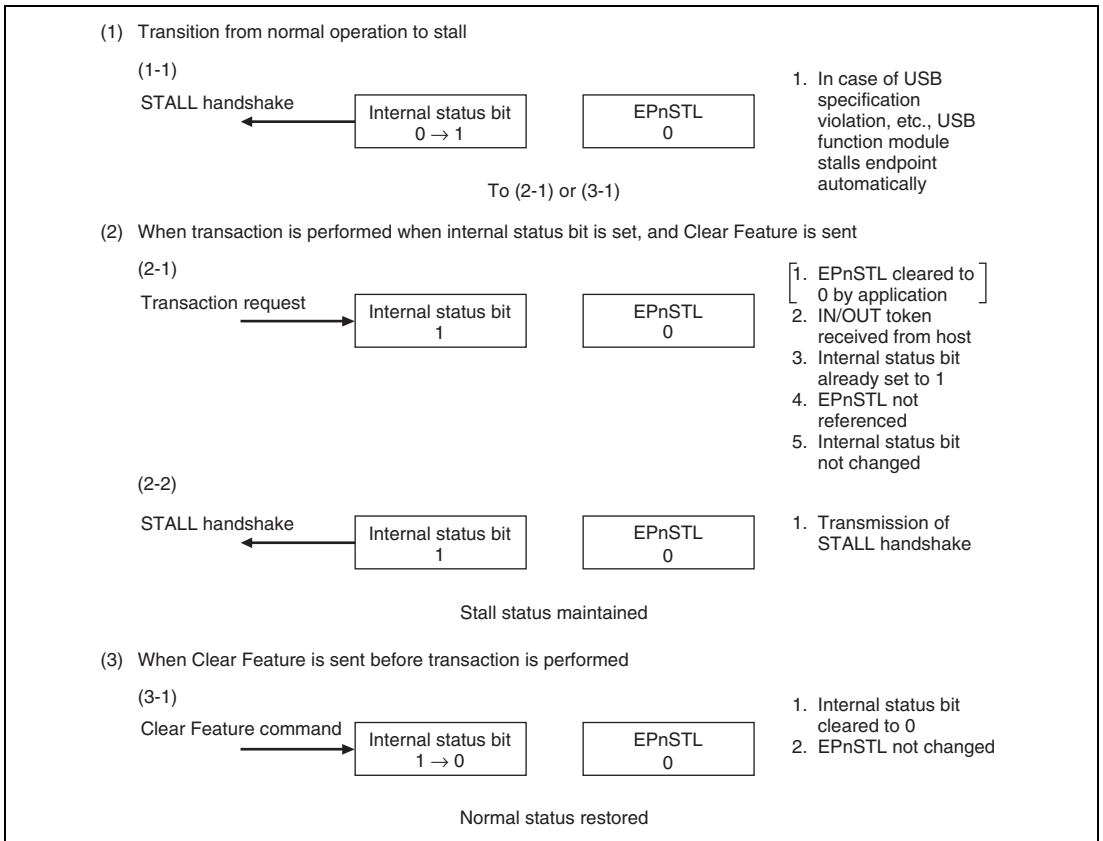 (1) Transition from normal operation to stall
(1-1)
STALL handshake
Internal status bit
0 → 1
EPnSTL
0
1. In case of USB
specification
violation, etc., USB
function module
stalls endpoint
automatically
To (2-1) or (3-1)
(2) When transaction is performed when internal status bit is set, and Clear Feature is sent
(2-1)
Transaction request
Internal status bit
1
EPnSTL
0
1. EPnSTL cleared to
0 by application
2. IN/OUT token
received from host
3. Internal status bit
already set to 1
4. EPnSTL not
referenced
5. Internal status bit
not changed
(2-2)
STALL handshake
Internal status bit
1
EPnSTL
0
1. Transmission of
STALL handshake
Stall status maintained
(3) When Clear Feature is sent before transaction is performed
(3-1)
Clear Feature command
Internal status bit
1 → 0
EPnSTL
0
1. Internal status bit
cleared to 0
2. EPnSTL not changed
Normal status restored